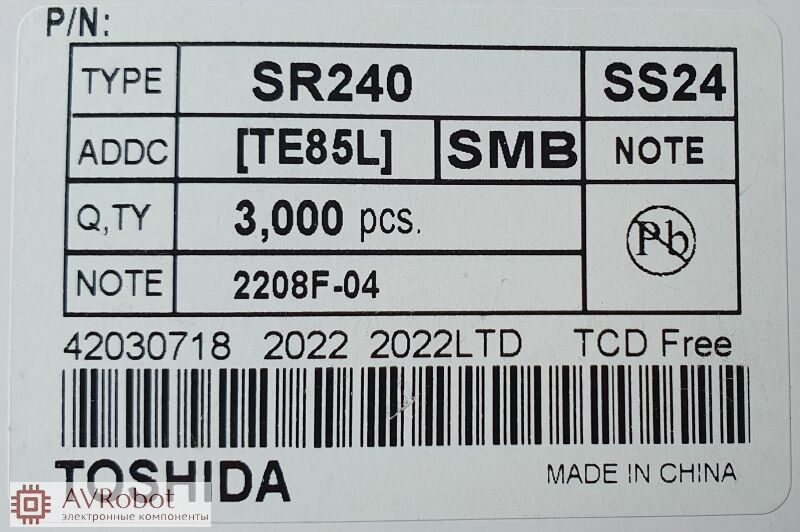 P/N:
TYPE SR240 SS24
ADDC [TE85L] SMB NOTE
Q,TY 3,000 pcs. Pb
NOTE 2208F-04
42030718 2022 2022LTD TCD Free
TOSHIDA MADE IN CHINA
AVRobot
электронные компоненты